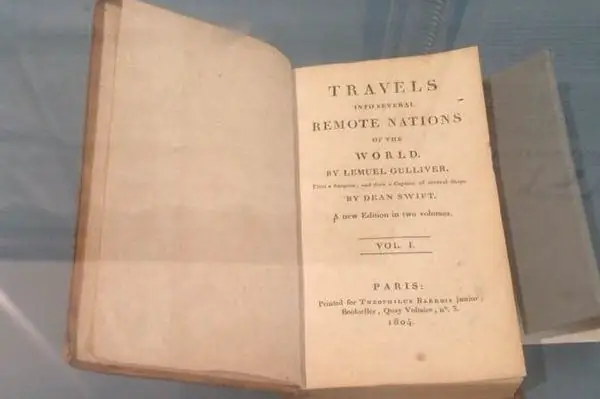 TRAVELS
INTO SEVERAL
REMOTE NATIONS
OF THE
WORLD.
BY LEMUEL GULLIVER,
First a Surgeon, and then a Captain of several Ships
BY DEAN SWIFT.
A new Edition in two volumes.
VOL. I.
PARIS:
Printed for THEOPHILUS BARROIS junior,
Bookseller, Quay Voltaire, nº. 3.
1804.